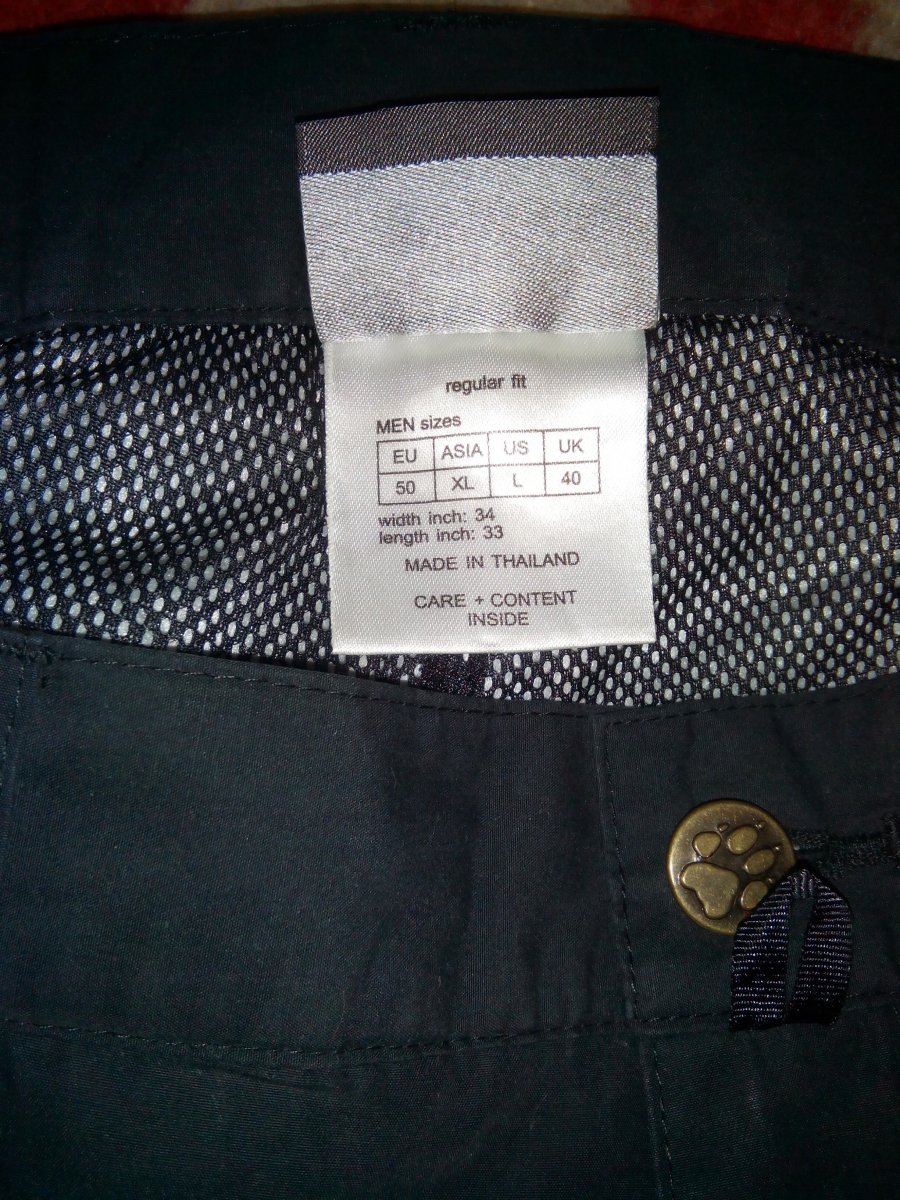 regular fit
MEN sizes
EU ASIA US UK
50 XL L 40
width inch: 34
length inch: 33
MADE IN THAILAND
CARE + CONTENT
INSIDE